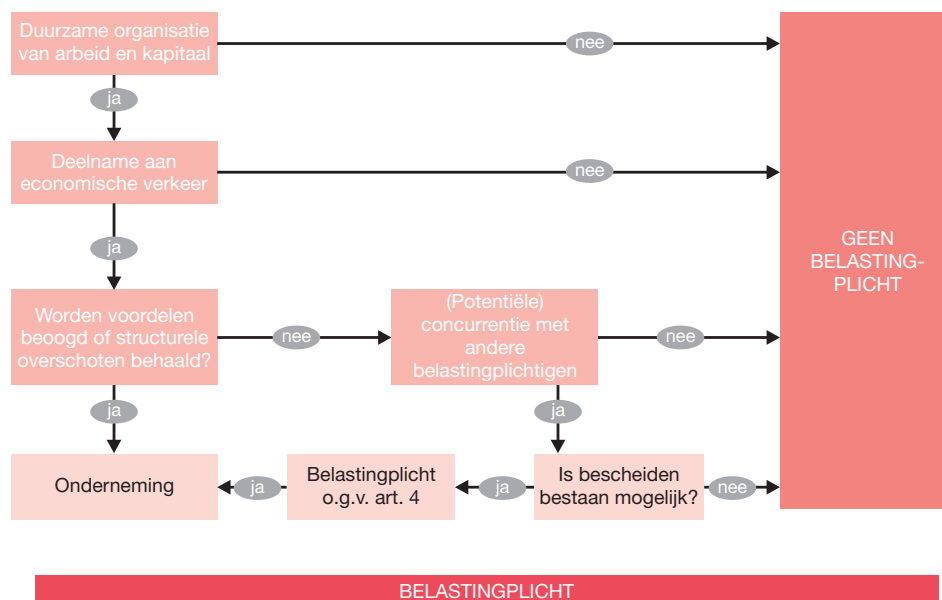 Duurzame organisatie
van arbeid en kapitaal
nee
ja
Deelname aan
economische verkeer
nee
ja
GEEN
BELASTING-
PLICHT
Worden voordelen
beoogd of structurele
overschoten behaald?
nee
(Potentiële)
concurrentie met
andere
belastingplichtigen
nee
ja
ja
Onderneming
ja
Belastingplicht
o.g.v. art. 4
ja
Is bescheiden
bestaan mogelijk?
nee
BELASTINGPLICHT